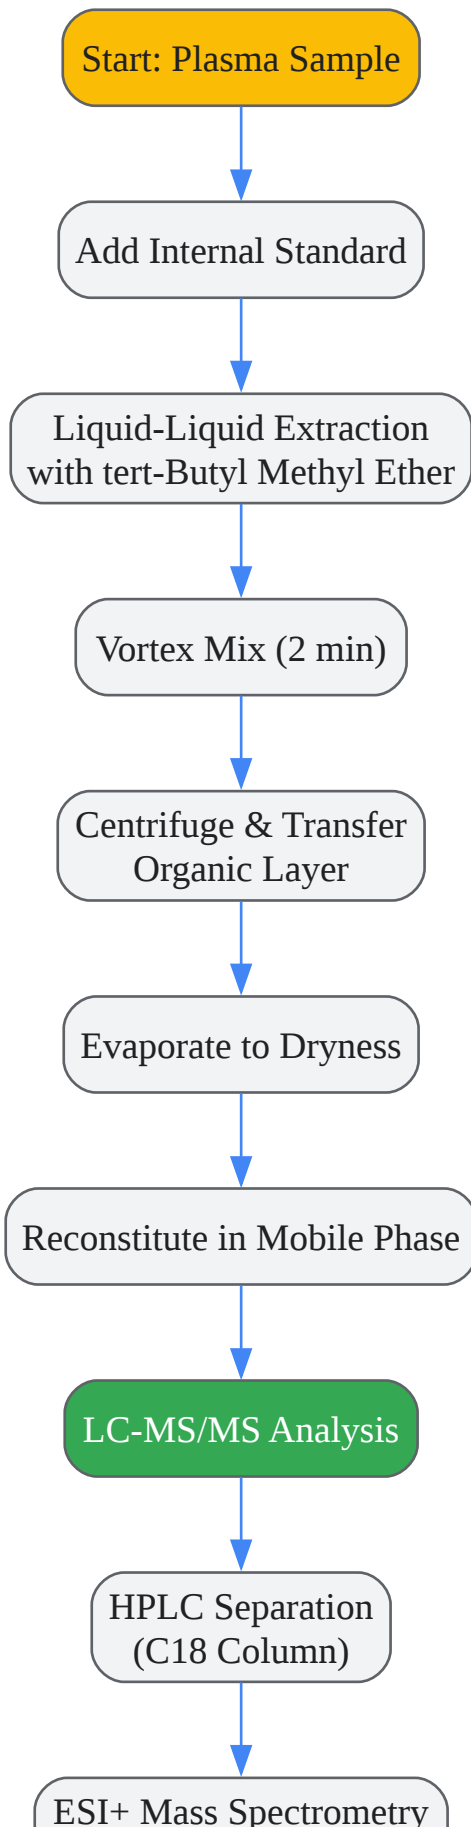 Start: Plasma Sample
Add Internal Standard
Liquid-Liquid Extraction
with tert-Butyl Methyl Ether
Vortex Mix (2 min)
Centrifuge & Transfer
Organic Layer
Evaporate to Dryness
Reconstitute in Mobile Phase
LC-MS/MS Analysis
HPLC Separation
(C18 Column)
ESI+ Mass Spectrometry